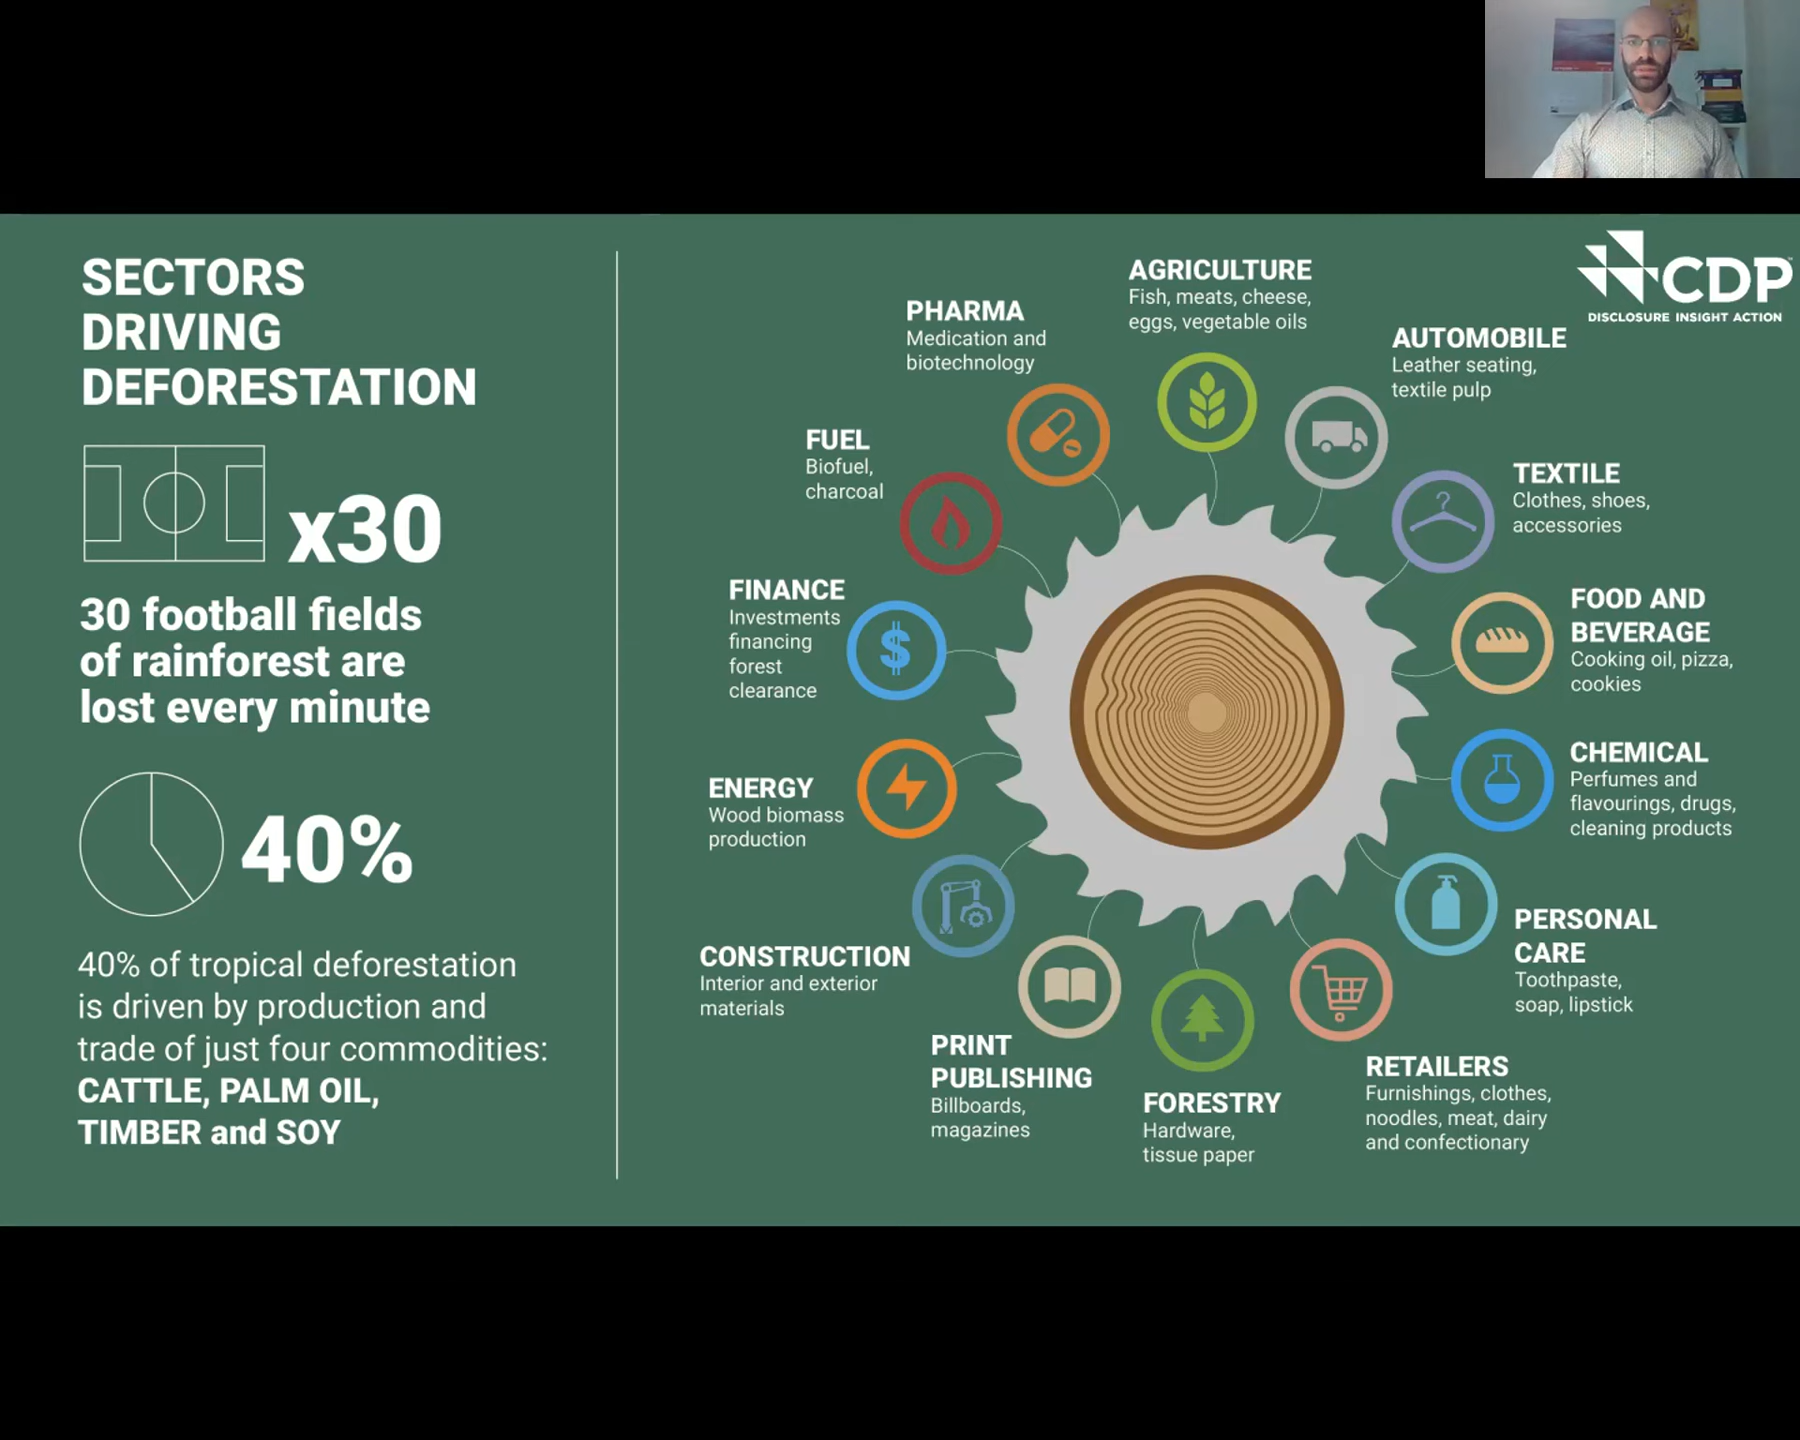 SECTORS
DRIVING
DEFORESTATION
x30
30 football fields
of rainforest are
lost every minute
40%
40% of tropical deforestation
is driven by production and
trade of just four commodities:
CATTLE, PALM OIL,
TIMBER and SOY
CDP
DISCLOSURE INSIGHT ACTION
AGRICULTURE
Fish, meats, cheese,
eggs, vegetable oils
AUTOMOBILE
Leather seating,
textile pulp
TEXTILE
Clothes, shoes,
accessories
FOOD AND
BEVERAGE
Cooking oil, pizza,
cookies
CHEMICAL
Perfumes and
flavourings, drugs,
cleaning products
PERSONAL
CARE
Toothpaste,
soap, lipstick
RETAILERS
Furnishings, clothes,
noodles, meat, dairy
and confectionary
FORESTRY
Hardware,
tissue paper
PRINT
PUBLISHING
Billboards,
magazines
CONSTRUCTION
Interior and exterior
materials
ENERGY
Wood biomass
production
FINANCE
Investments
financing
forest
clearance
$
FUEL
Biofuel,
charcoal
PHARMA
Medication and
biotechnology